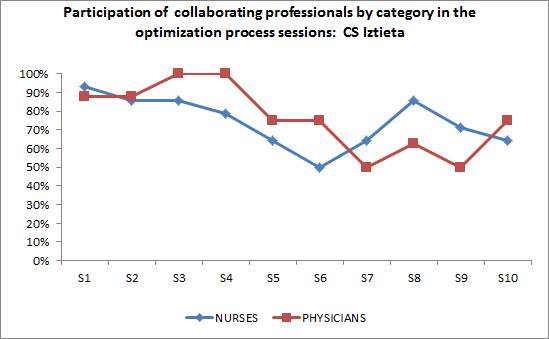 Participation of collaborating professionals by category in the
optimization process sessions: CS Iztieta
100%
90%
80%
70%
60%
50%
40%
30%
20%
10%
0%
S1 S2 S3 S4 S5 S6 S7 S8 S9 S10
NURSES PHYSICIANS